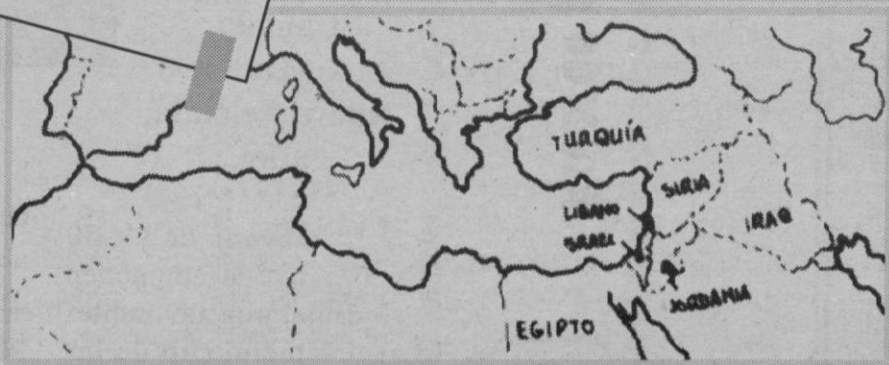 TURQUÍA
SIRIA
LIBANO
IRAQ
ISRAEL
JORDANIA
EGIPTO